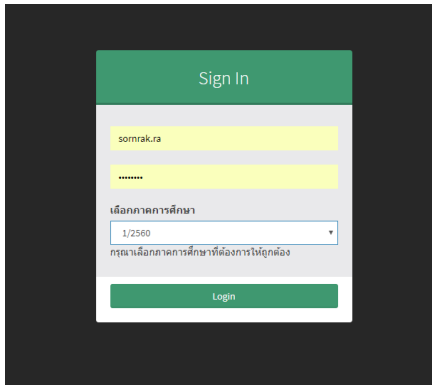 Sign In
sornrak.ra
••••••••
เลือกภาคการศึกษา
1/2560
กรุณาเลือกภาคการศึกษาที่ต้องการให้ถูกต้อง
Login